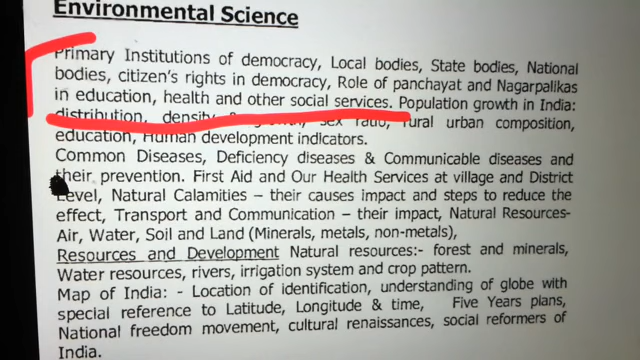 Environmental Science
Primary Institutions of democracy, Local bodies, State bodies, National
bodies, citizen's rights in democracy, Role of panchayat and Nagarpalikas
in education, health and other social services. Population growth in India:
distribution, density sex ratio, rural urban composition,
education, Human development indicators.
Common Diseases, Deficiency diseases & Communicable diseases and
their prevention. First Aid and Our Health Services at village and District
Level, Natural Calamities – their causes impact and steps to reduce the
effect, Transport and Communication – their impact, Natural Resources-
Air, Water, Soil and Land (Minerals, metals, non-metals),
Resources and Development Natural resources:- forest and minerals,
Water resources, rivers, irrigation system and crop pattern.
Map of India: - Location of identification, understanding of globe with
special reference to Latitude, Longitude & time, Five Years plans,
National freedom movement, cultural renaissances, social reformers of
India.